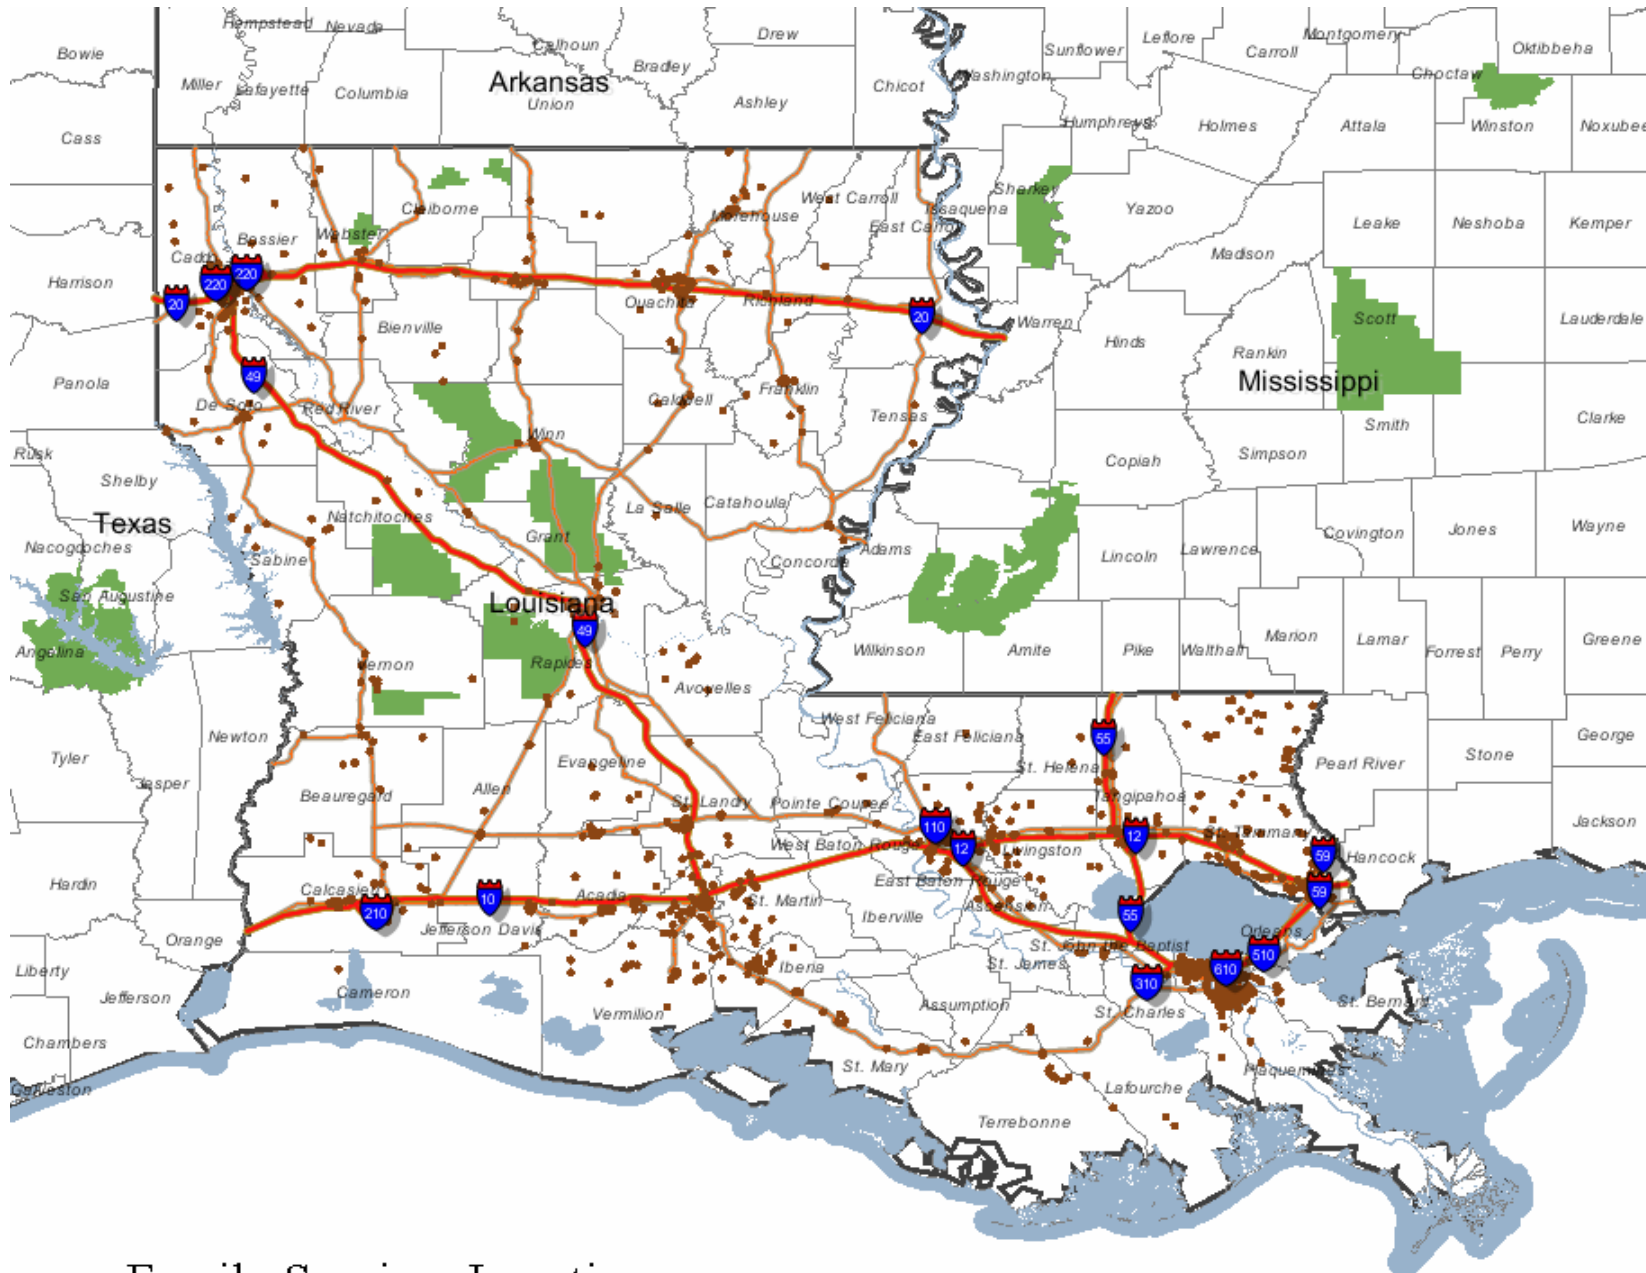 Hempstead
Nevada
Calhoun
Drew
Sunflower
Leflore
Carroll
Montgomery
Oktibbeha
Bowie
Bradley
Choctaw
Arkansas
Washington
Miller
Lafayette
Columbia
Union
Ashley
Chicot
Cass
Humphreys
Holmes
Attala
Winston
Noxubee
Sharkey
West Carroll
Claiborne
Morehouse
Issaquena
Yazoo
Leake
Neshoba
Kemper
East Carroll
Webster
Bossier
Caddo
Madison
Harrison
220
220
20
Ouachita
Richland
20
Warren
Scott
Lauderdale
Bienville
Hinds
Rankin
49
Panola
Mississippi
De Soto
Red River
Caldwell
Franklin
Tensas
Clarke
Smith
Winn
Rusk
Shelby
Copiah
Simpson
La Salle
Catahoula
Texas
Natchitoches
Grant
Covington
Jones
Wayne
Nacogdoches
Sabine
Concordia
Adams
Lincoln
Lawrence
San Augustine
Louisiana
49
Angelina
Vernon
Rapides
Avoyelles
Wilkinson
Amite
Pike
Walthall
Marion
Lamar
Forrest
Perry
Greene
West Feliciana
East Feliciana
55
Newton
George
Tyler
Jasper
Evangeline
St. Helena
Pearl River
Stone
Beauregard
Allen
St. Landry
Pointe Coupee
Tangipahoa
110
12
12
St. Tammany
Jackson
West Baton Rouge
Livingston
59
Hancock
Hardin
Calcasieu
Acadia
St. Martin
East Baton Rouge
59
210
10
Iberville
Ascension
55
Orange
Jefferson Davis
Orleans
St. John the Baptist
510
Liberty
Iberia
St. James
610
310
Jefferson
Cameron
Vermilion
Assumption
St. Charles
St. Bernard
Chambers
St. Mary
Plaquemines
Galveston
Lafourche
Terrebonne